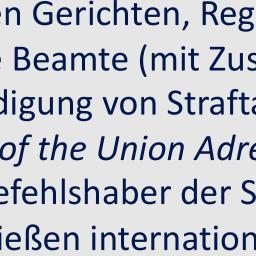 en Gerichten, Reg
e Beamte (mit Zus
digung von Strafta
of the Union Adre
efehlshaber der S
ießen internation